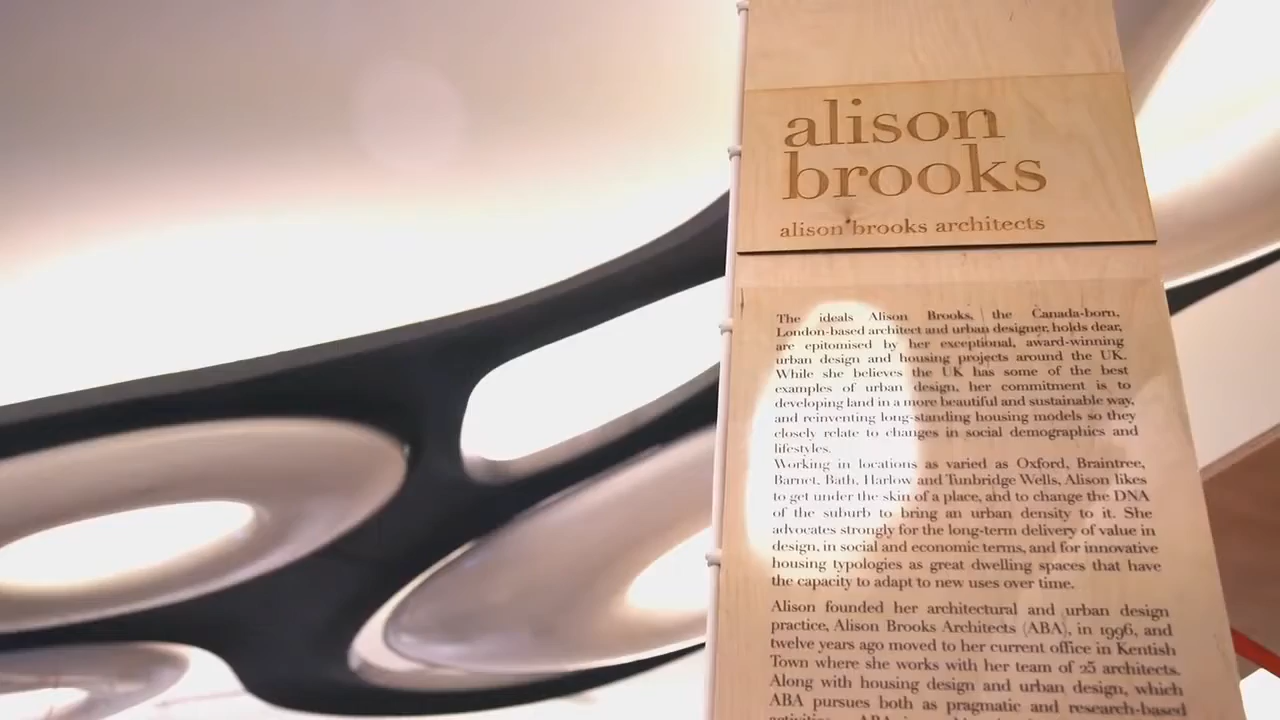 alison
brooks
alison brooks architects
The ideals Alison Brooks, the Canada-born,
London-based architect and urban designer, holds dear,
are epitomised by her exceptional, award-winning
urban design and housing projects around the UK.
While she believes the UK has some of the best
examples of urban design, her commitment is to
developing land in a more beautiful and sustainable way,
and reinventing long-standing housing models so they
closely relate to changes in social demographics and
lifestyles.
Working in locations as varied as Oxford, Braintree,
Barnet, Bath, Harlow and Tunbridge Wells, Alison likes
to get under the skin of a place, and to change the DNA
of the suburb to bring an urban density to it. She
advocates strongly for the long-term delivery of value in
design, in social and economic terms, and for innovative
housing typologies as great dwelling spaces that have
the capacity to adapt to new uses over time.
Alison founded her architectural and urban design
practice, Alison Brooks Architects (ABA), in 1996, and
twelve years ago moved to her current office in Kentish
Town where she works with her team of 25 architects.
Along with housing design and urban design, which
ABA pursues both as pragmatic and research-based